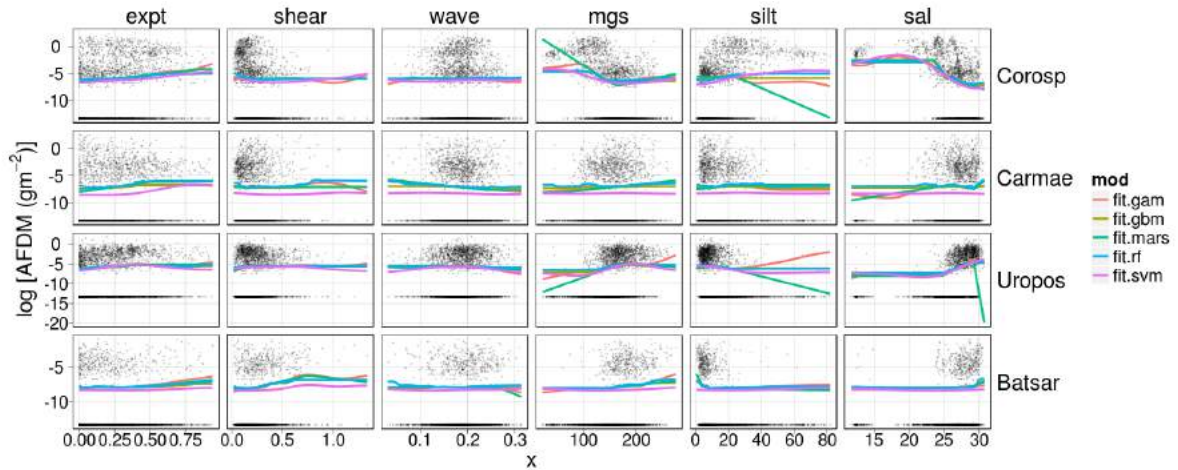 expt shear wave mgs silt sal
0
-5
-10
Corosp
0
-5
-10
Carmae
0
-5
-10
-15
-20
Uropos
-5
-10
Batsar
log [AFDM (gm⁻²)]
0.00 0.25 0.50 0.75 0.0 0.5 1.0 0.1 0.2 0.3 100 200 0 20 40 60 80 15 20 25 30
x
mod
fit.gam
fit.gbm
fit.mars
fit.rf
fit.svm